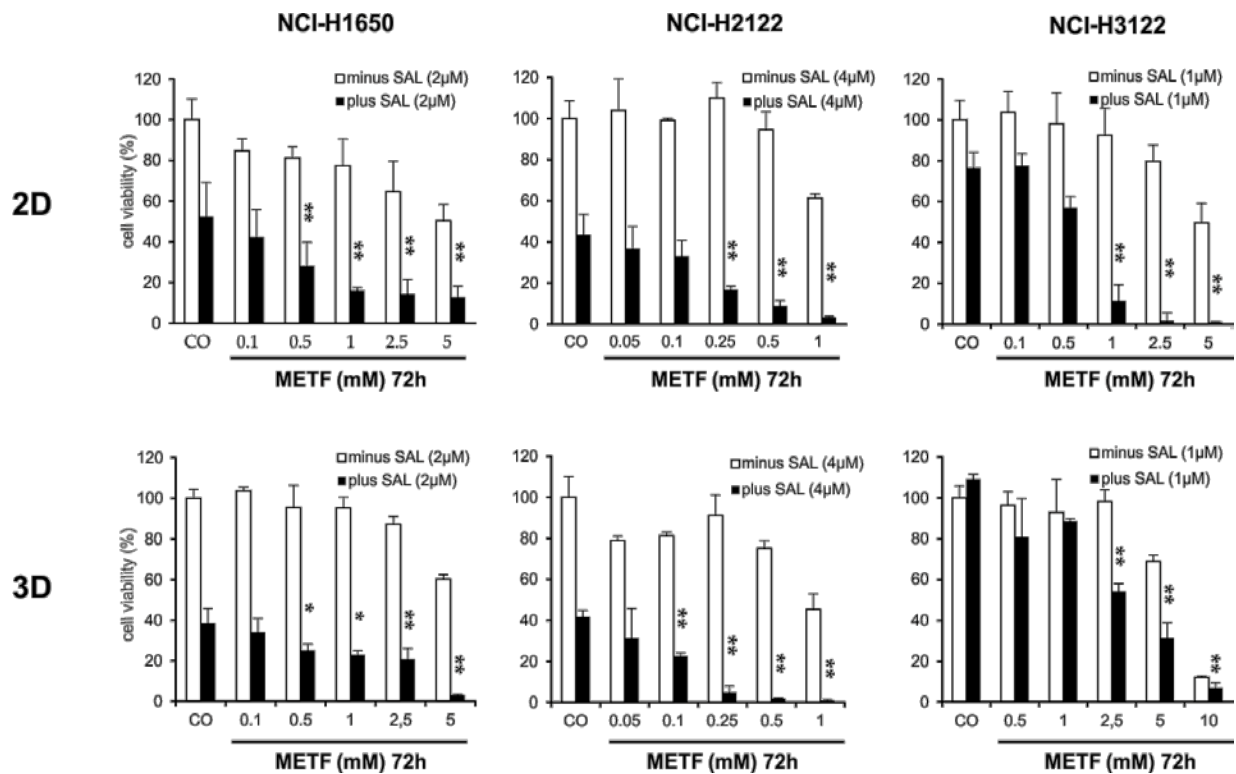 NCI-H1650 NCI-H2122 NCI-H3122
2D
cell viability (%)
120
100
80
60
40
20
0
minus SAL (2µM)
plus SAL (2µM)
** ** ** **
CO 0.1 0.5 1 2.5 5
METF (mM) 72h
120
100
80
60
40
20
0
minus SAL (4µM)
plus SAL (4µM)
** ** **
CO 0.05 0.1 0.25 0.5 1
METF (mM) 72h
120
100
80
60
40
20
0
minus SAL (1µM)
plus SAL (1µM)
** ** **
CO 0.1 0.5 1 2.5 5
METF (mM) 72h
3D
cell viability (%)
120
100
80
60
40
20
0
minus SAL (2µM)
plus SAL (2µM)
* * ** **
CO 0.1 0.5 1 2,5 5
METF (mM) 72h
120
100
80
60
40
20
0
minus SAL (4µM)
plus SAL (4µM)
** ** ** **
CO 0.05 0.1 0.25 0.5 1
METF (mM) 72h
120
100
80
60
40
20
0
minus SAL (1µM)
plus SAL (1µM)
** ** **
CO 0.5 1 2,5 5 10
METF (mM) 72h